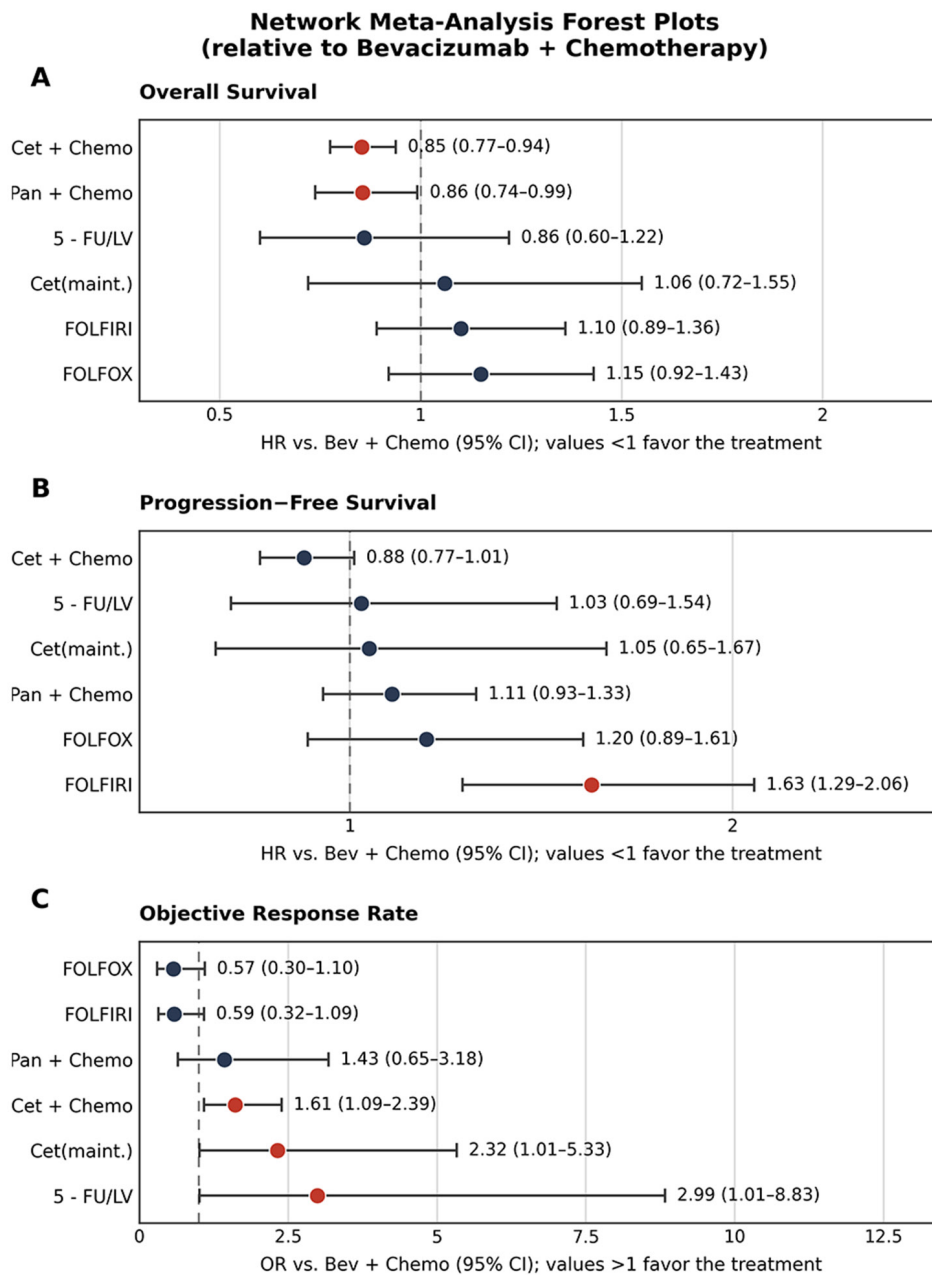 Network Meta-Analysis Forest Plots
(relative to Bevacizumab + Chemotherapy)
A
Overall Survival
Cet + Chemo 0.85 (0.77–0.94)
Pan + Chemo 0.86 (0.74–0.99)
5 - FU/LV 0.86 (0.60–1.22)
Cet(maint.) 1.06 (0.72–1.55)
FOLFIRI 1.10 (0.89–1.36)
FOLFOX 1.15 (0.92–1.43)
0.5 1 1.5 2
HR vs. Bev + Chemo (95% CI); values <1 favor the treatment
B
Progression−Free Survival
Cet + Chemo 0.88 (0.77–1.01)
5 - FU/LV 1.03 (0.69–1.54)
Cet(maint.) 1.05 (0.65–1.67)
Pan + Chemo 1.11 (0.93–1.33)
FOLFOX 1.20 (0.89–1.61)
FOLFIRI 1.63 (1.29–2.06)
1 2
HR vs. Bev + Chemo (95% CI); values <1 favor the treatment
C
Objective Response Rate
FOLFOX 0.57 (0.30–1.10)
FOLFIRI 0.59 (0.32–1.09)
Pan + Chemo 1.43 (0.65–3.18)
Cet + Chemo 1.61 (1.09–2.39)
Cet(maint.) 2.32 (1.01–5.33)
5 - FU/LV 2.99 (1.01–8.83)
0 2.5 5 7.5 10 12.5
OR vs. Bev + Chemo (95% CI); values >1 favor the treatment